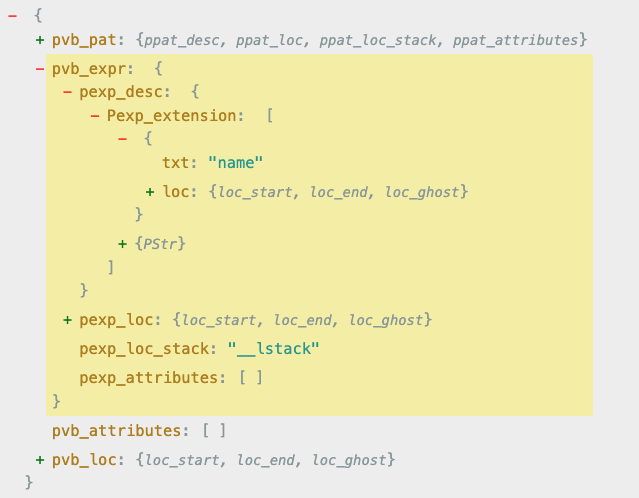 − {
+ pvb_pat: {ppat_desc, ppat_loc, ppat_loc_stack, ppat_attributes}
− pvb_expr: {
− pexp_desc: {
− Pexp_extension: [
− {
txt: "name"
+ loc: {loc_start, loc_end, loc_ghost}
}
+ {PStr}
]
}
+ pexp_loc: {loc_start, loc_end, loc_ghost}
pexp_loc_stack: "__lstack"
pexp_attributes: [ ]
}
pvb_attributes: [ ]
+ pvb_loc: {loc_start, loc_end, loc_ghost}
}